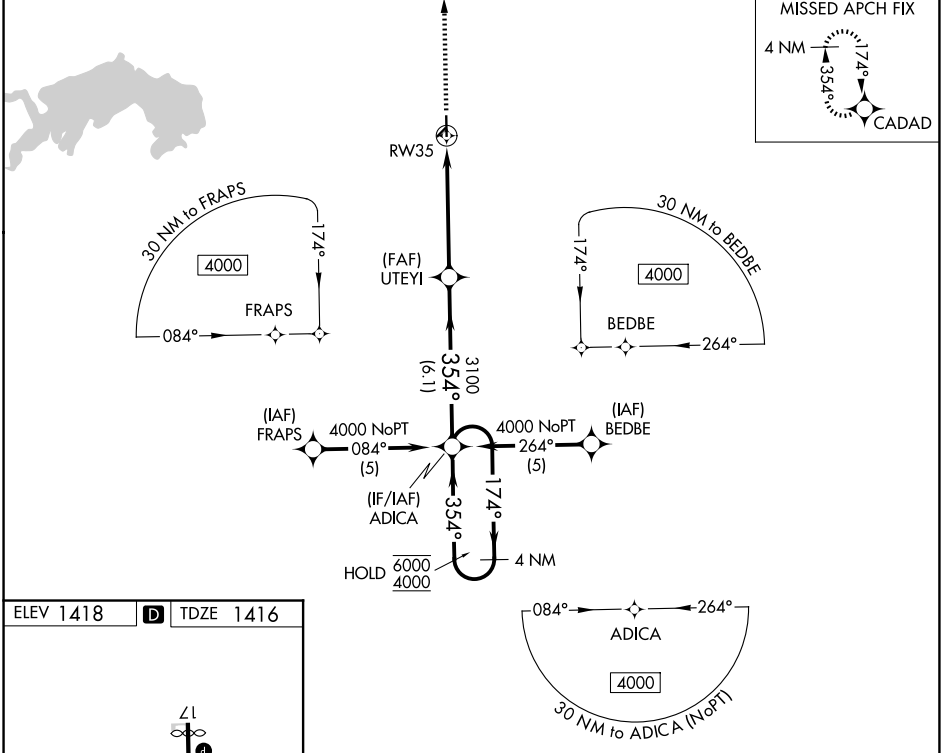 MISSED APCH FIX
4 NM
354°
174°
CADAD
RW35
30 NM to FRAPS
4000
174°
FRAPS
084°
(FAF)
UTEYI
30 NM to BEDBE
174°
4000
BEDBE
264°
354°
(6.1)
3100
(IAF)
FRAPS
4000 NoPT
084°
(5)
4000 NoPT
264°
(5)
(IAF)
BEDBE
(IF/IAF)
ADICA
354°
174°
HOLD 6000
4000
4 NM
084°
264°
ADICA
4000
30 NM to ADICA (NoPT)
ELEV 1418 D TDZE 1416
17
P